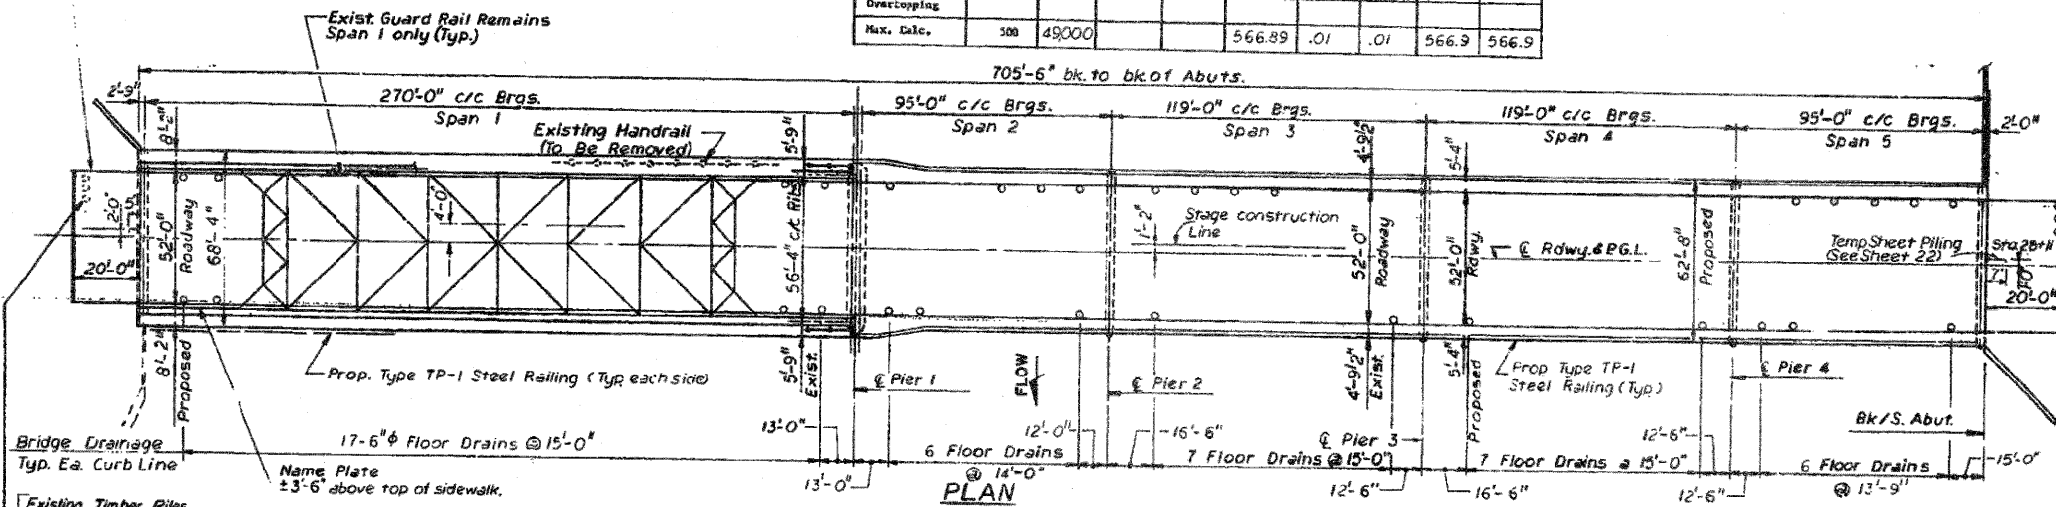 Overtopping
Max. Calc. 500 49,000 566.89 .01 .01 566.9 566.9
Exist. Guard Rail Remains
Span 1 only (Typ.)
705'-6" bk. to bk. of Abuts.
2'-9"
270'-0" c/c Brgs.
Span 1
95'-0" c/c Brgs.
Span 2
119'-0" c/c Brgs.
Span 3
119'-0" c/c Brgs.
Span 4
95'-0" c/c Brgs.
Span 5
2'-0"
Existing Handrail
(To Be Removed)
8'-2"
5'-9"
4'-9½"
5'-4"
2'-0"
20'-0"
52'-0"
Roadway
68'-4"
4'-0"
56'-4" c/c Ribs
1'-2"
Stage construction
Line
52'-0"
Roadway
52'-0"
Rdwy.
℄ Rdwy. & P.G.L.
62'-8"
Proposed
Temp Sheet Piling
(See Sheet 22)
20'-0"
8'-2"
Proposed
Prop. Type TP-1 Steel Railing (Typ. each side)
5'-9"
Exist.
℄ Pier 1
FLOW
℄ Pier 2
4'-9½"
Exist.
5'-4"
Proposed
Prop Type TP-1
Steel Railing (Typ.)
℄ Pier 4
Bk/S. Abut.
Bridge Drainage
Typ. Ea. Curb Line
17-6"φ Floor Drains @ 15'-0"
13'-0"
13'-0"
6 Floor Drains
@ 14'-0"
12'-0"
16'-6"
7 Floor Drains @ 15'-0"
℄ Pier 3
12'-6"
16'-6"
7 Floor Drains @ 15'-0"
12'-6"
12'-6"
6 Floor Drains
@ 13'-9"
15'-0"
Name Plate
±3'-6" above top of sidewalk.
PLAN
Existing Timber Piles